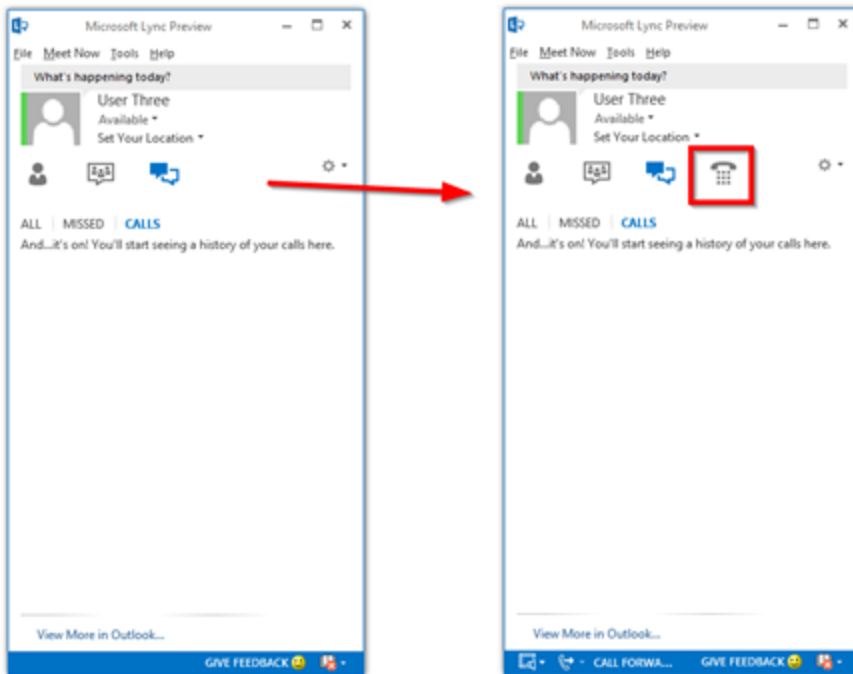 Microsoft Lync Preview
File Meet Now Tools Help
What's happening today?
User Three
Available
Set Your Location
ALL MISSED CALLS
And...it's on! You'll start seeing a history of your calls here.
View More in Outlook...
GIVE FEEDBACK
Microsoft Lync Preview
File Meet Now Tools Help
What's happening today?
User Three
Available
Set Your Location
ALL MISSED CALLS
And...it's on! You'll start seeing a history of your calls here.
View More in Outlook...
CALL FORWA... GIVE FEEDBACK